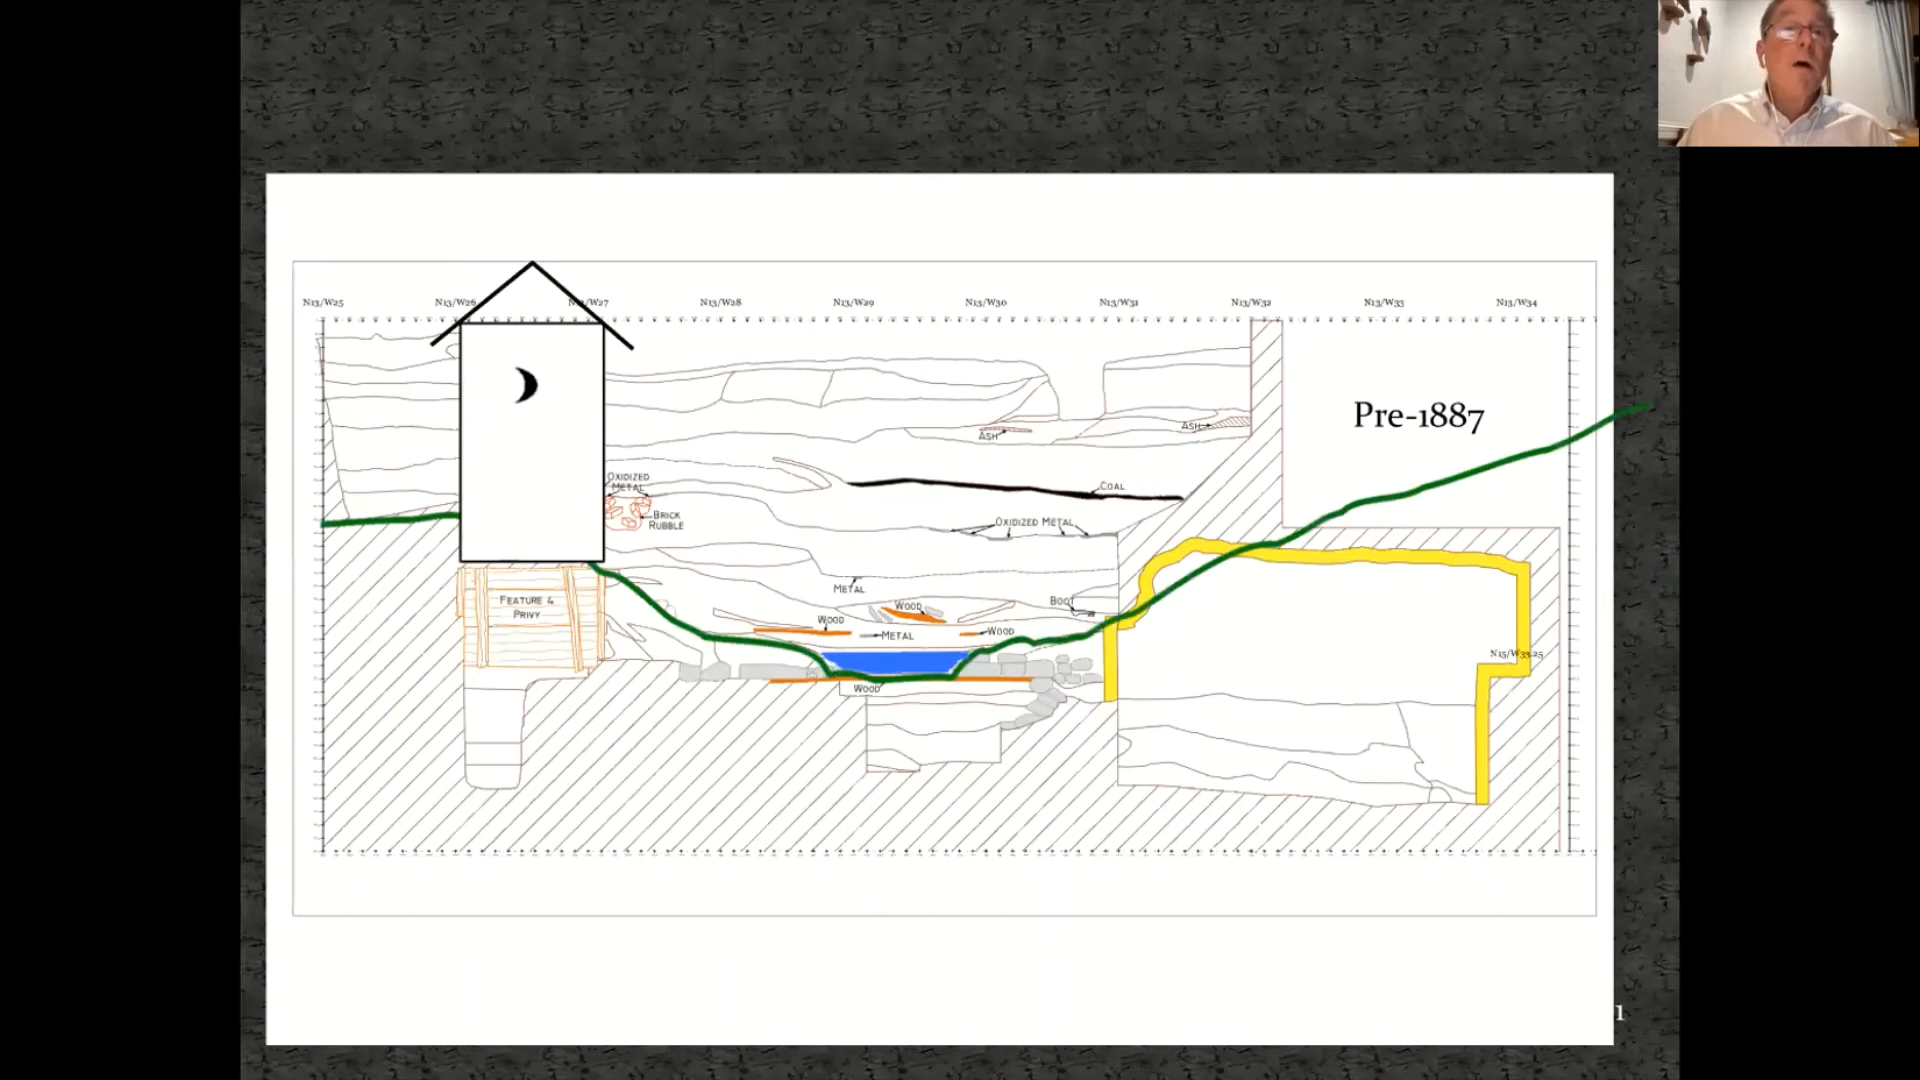 N13/W25
N13/W26
N13/W28
N13/W29
N13/W30
N13/W31
N13/W32
N13/W33
N13/W34
Pre-1887
ASH
ASH
OXIDIZED
METAL
COAL
BRICK
RUBBLE
OXIDIZED METAL
METAL
FEATURE 4
PRIVY
BOOT
WOOD
WOOD
METAL
WOOD
N15/W33.25
WOOD
1